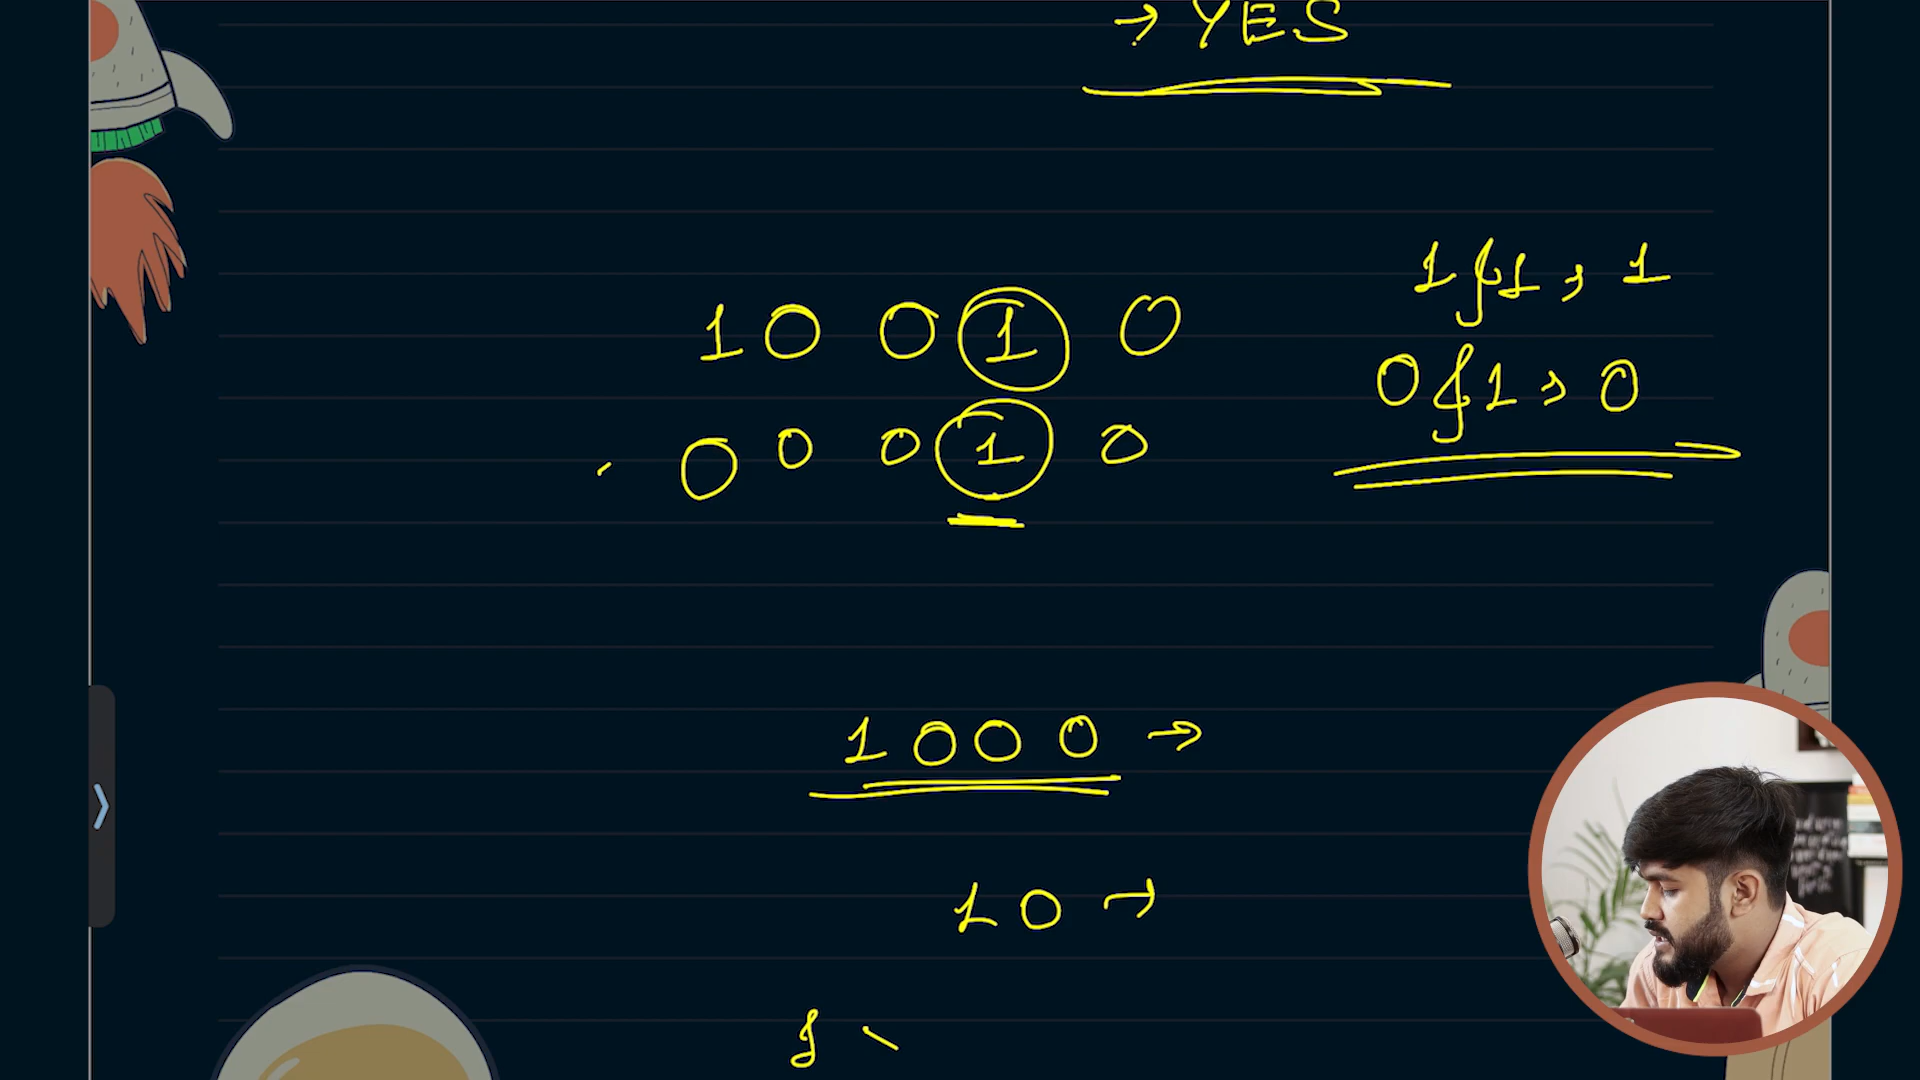 → YES
1 0 0 1 0
0 0 0 1 0
1 & 1 , 1
0 & 1 , 0
1 0 0 0 →
1 0 →